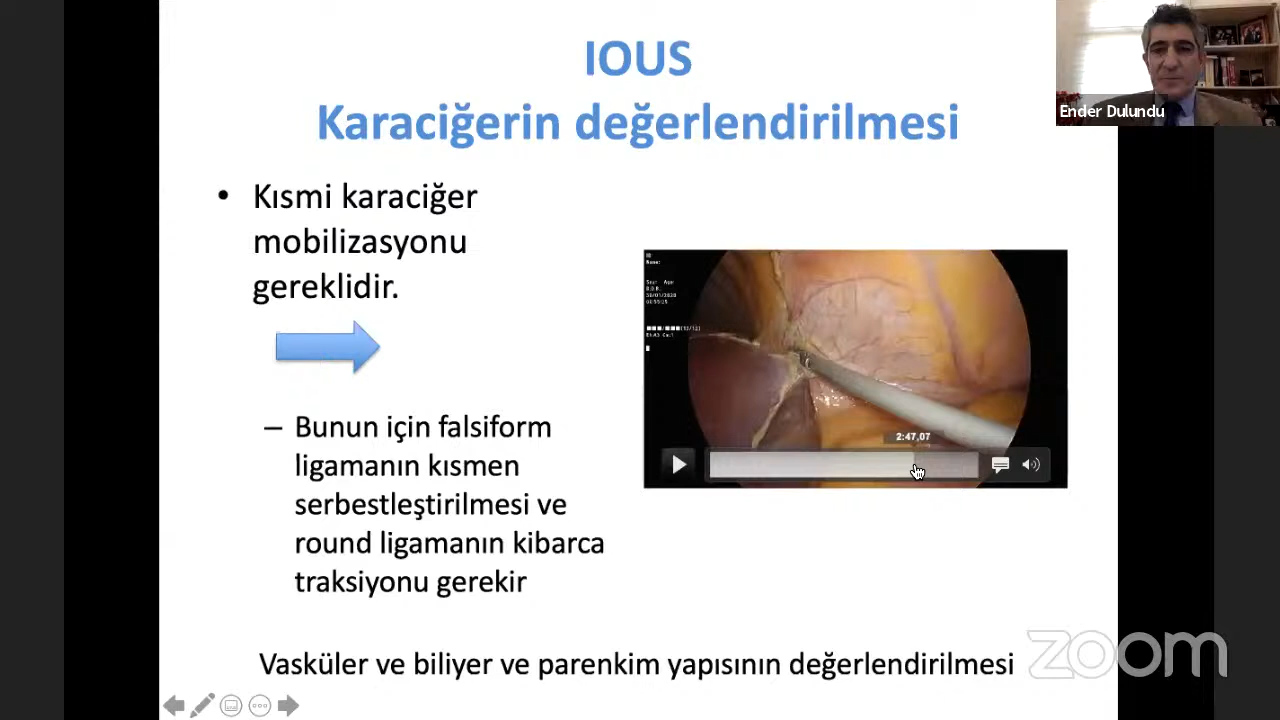 IOUS
Karaciğerin değerlendirilmesi
Ender Dulundu
• Kısmi karaciğer
mobilizasyonu
gereklidir.
– Bunun için falsiform
ligamanın kısmen
serbestleştirilmesi ve
round ligamanın kibarca
traksiyonu gerekir
2:47,07
Vasküler ve biliyer ve parenkim yapısının değerlendirilmesi
zoom